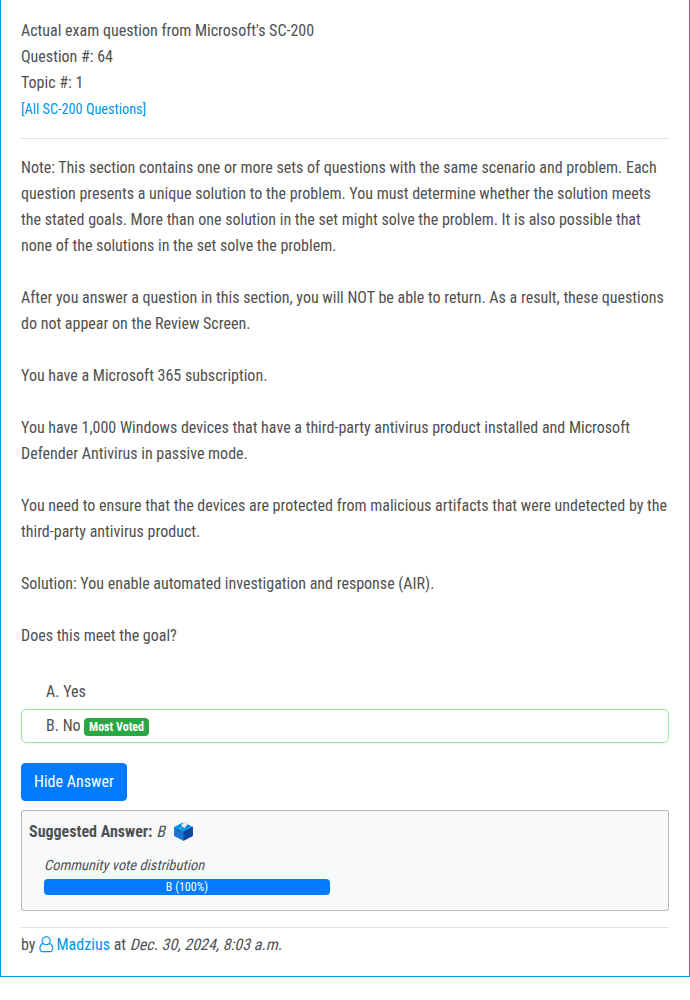 Actual exam question from Microsoft's SC-200
Question #: 64
Topic #: 1
[All SC-200 Questions]
Note: This section contains one or more sets of questions with the same scenario and problem. Each
question presents a unique solution to the problem. You must determine whether the solution meets
the stated goals. More than one solution in the set might solve the problem. It is also possible that
none of the solutions in the set solve the problem.
After you answer a question in this section, you will NOT be able to return. As a result, these questions
do not appear on the Review Screen.
You have a Microsoft 365 subscription.
You have 1,000 Windows devices that have a third-party antivirus product installed and Microsoft
Defender Antivirus in passive mode.
You need to ensure that the devices are protected from malicious artifacts that were undetected by the
third-party antivirus product.
Solution: You enable automated investigation and response (AIR).
Does this meet the goal?
A. Yes
B. No Most Voted
Hide Answer
Suggested Answer: B
Community vote distribution
B (100%)
by Madzius at Dec. 30, 2024, 8:03 a.m.